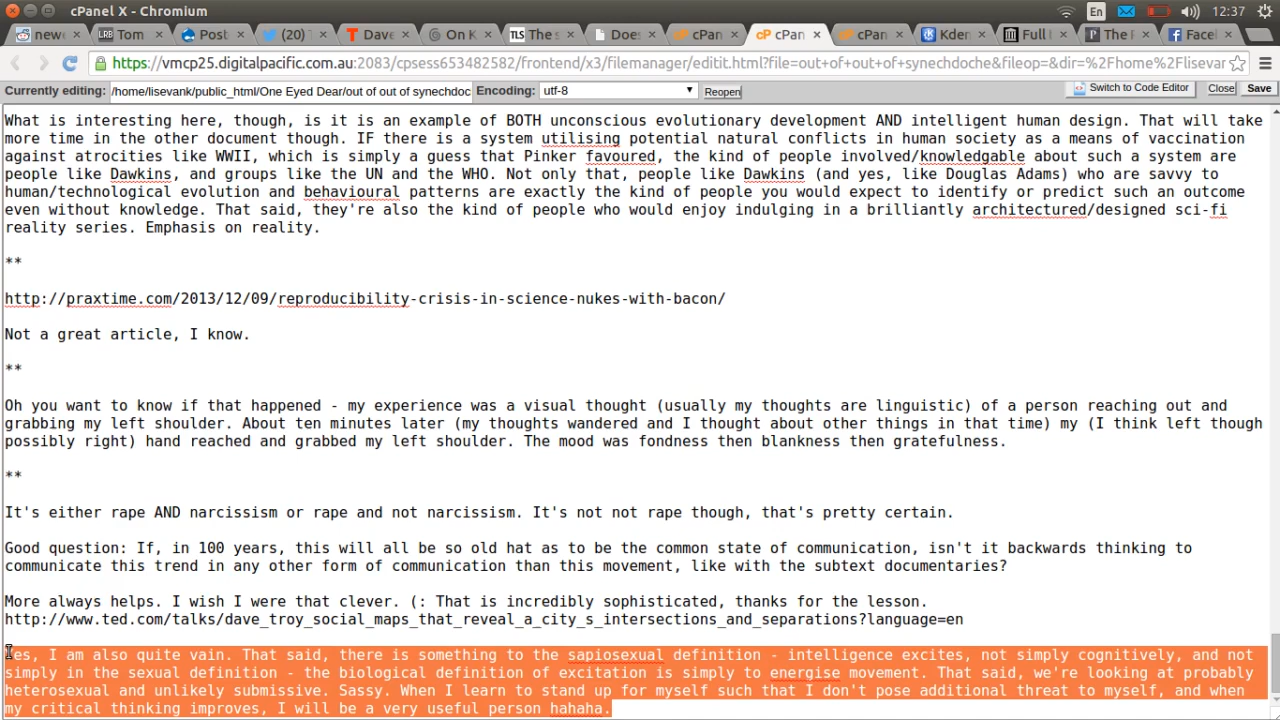 cPanel X - Chromium
En
12:37
newe
Tom
Post
(20) T
Dave
On K
The s
Does
cPan
cPan
cPan
Kden
Full l
The P
Facel
https://vmcp25.digitalpacific.com.au:2083/cpsess653482582/frontend/x3/filemanager/editit.html?file=out+of+out+of+synechdoche&fileop=&dir=%2Fhome%2Flisevar
Currently editing: /home/lisevank/public_html/One Eyed Dear/out of out of synechdoc Encoding: utf-8 Reopen Switch to Code Editor Close Save
What is interesting here, though, is it is an example of BOTH unconscious evolutionary development AND intelligent human design. That will take
more time in the other document though. IF there is a system utilising potential natural conflicts in human society as a means of vaccination
against atrocities like WWII, which is simply a guess that Pinker favoured, the kind of people involved/knowledgable about such a system are
people like Dawkins, and groups like the UN and the WHO. Not only that, people like Dawkins (and yes, like Douglas Adams) who are savvy to
human/technological evolution and behavioural patterns are exactly the kind of people you would expect to identify or predict such an outcome
even without knowledge. That said, they're also the kind of people who would enjoy indulging in a brilliantly architectured/designed sci-fi
reality series. Emphasis on reality.
**
http://praxtime.com/2013/12/09/reproducibility-crisis-in-science-nukes-with-bacon/
Not a great article, I know.
**
Oh you want to know if that happened - my experience was a visual thought (usually my thoughts are linguistic) of a person reaching out and
grabbing my left shoulder. About ten minutes later (my thoughts wandered and I thought about other things in that time) my (I think left though
possibly right) hand reached and grabbed my left shoulder. The mood was fondness then blankness then gratefulness.
**
It's either rape AND narcissism or rape and not narcissism. It's not not rape though, that's pretty certain.
Good question: If, in 100 years, this will all be so old hat as to be the common state of communication, isn't it backwards thinking to
communicate this trend in any other form of communication than this movement, like with the subtext documentaries?
More always helps. I wish I were that clever. (: That is incredibly sophisticated, thanks for the lesson.
http://www.ted.com/talks/dave_troy_social_maps_that_reveal_a_city_s_intersections_and_separations?language=en
Yes, I am also quite vain. That said, there is something to the sapiosexual definition - intelligence excites, not simply cognitively, and not
simply in the sexual definition - the biological definition of excitation is simply to energise movement. That said, we're looking at probably
heterosexual and unlikely submissive. Sassy. When I learn to stand up for myself such that I don't pose additional threat to myself, and when
my critical thinking improves, I will be a very useful person hahaha.